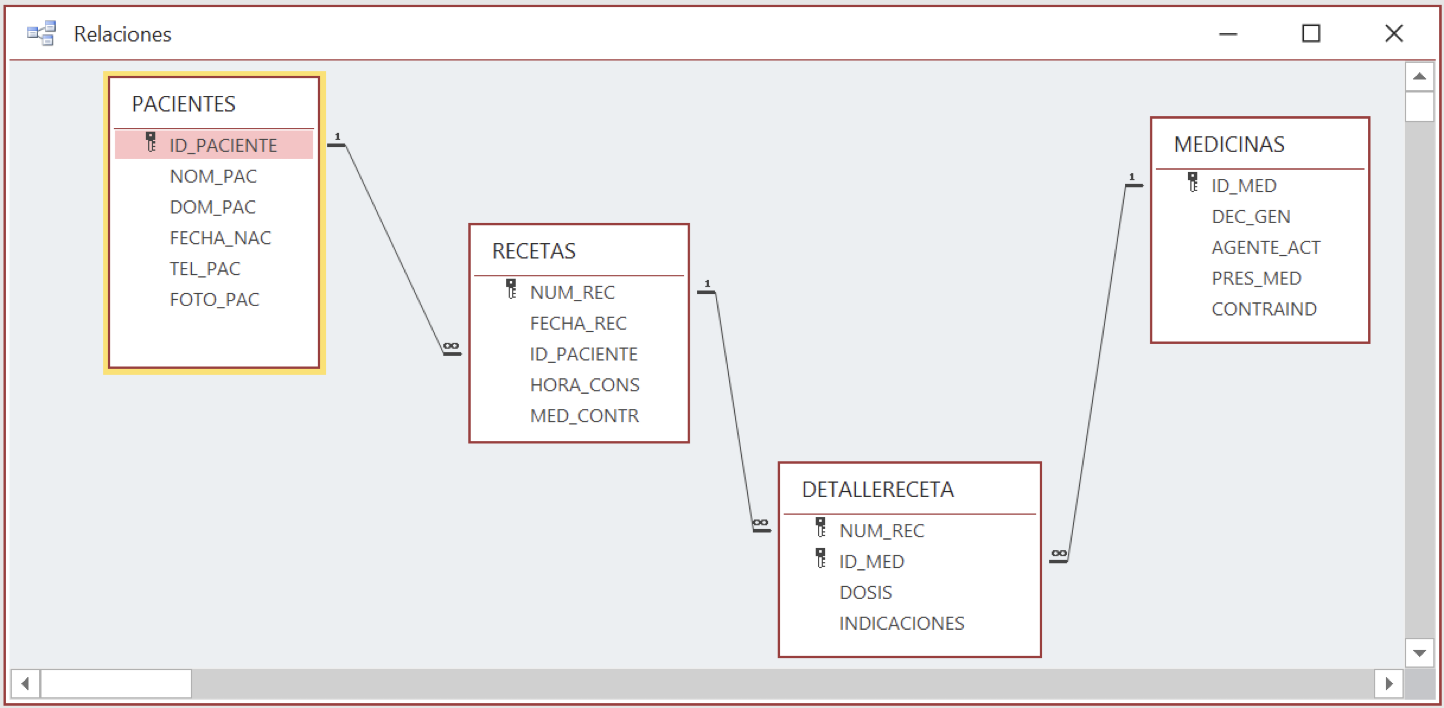 Relaciones
PACIENTES
ID_PACIENTE
NOM_PAC
DOM_PAC
FECHA_NAC
TEL_PAC
FOTO_PAC
1
∞
RECETAS
NUM_REC
FECHA_REC
ID_PACIENTE
HORA_CONS
MED_CONTR
1
∞
DETALLERECETA
NUM_REC
ID_MED
DOSIS
INDICACIONES
∞
1
MEDICINAS
ID_MED
DEC_GEN
AGENTE_ACT
PRES_MED
CONTRAIND